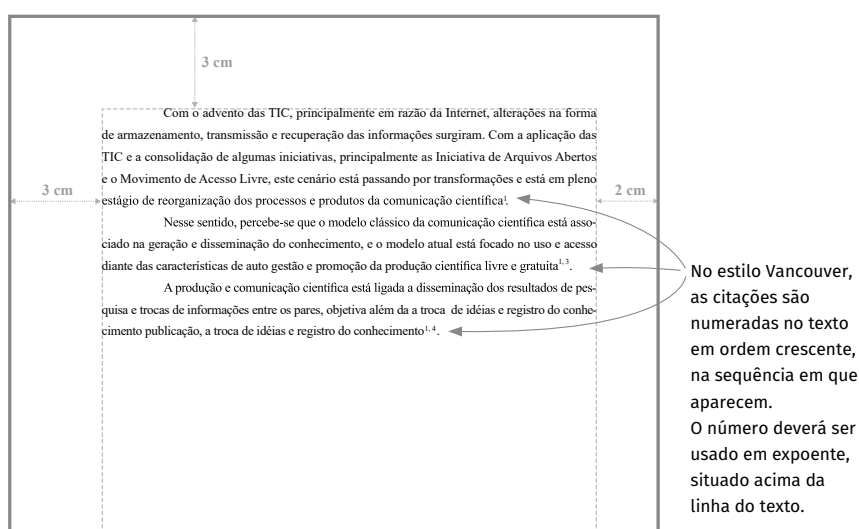 3 cm
Com o advento das TIC, principalmente em razão da Internet, alterações na forma
de armazenamento, transmissão e recuperação das informações surgiram. Com a aplicação das
TIC e a consolidação de algumas iniciativas, principalmente as Iniciativa de Arquivos Abertos
e o Movimento de Acesso Livre, este cenário está passando por transformações e está em pleno
estágio de reorganização dos processos e produtos da comunicação científica¹.
3 cm
2 cm
Nesse sentido, percebe-se que o modelo clássico da comunicação científica está asso-
ciado na geração e disseminação do conhecimento, e o modelo atual está focado no uso e acesso
diante das características de auto gestão e promoção da produção científica livre e gratuita¹, ³.
A produção e comunicação científica está ligada a disseminação dos resultados de pes-
quisa e trocas de informações entre os pares, objetiva além da a troca de idéias e registro do conhe-
cimento publicação, a troca de idéias e registro do conhecimento¹, ⁴.
No estilo Vancouver,
as citações são
numeradas no texto
em ordem crescente,
na sequência em que
aparecem.
O número deverá ser
usado em expoente,
situado acima da
linha do texto.